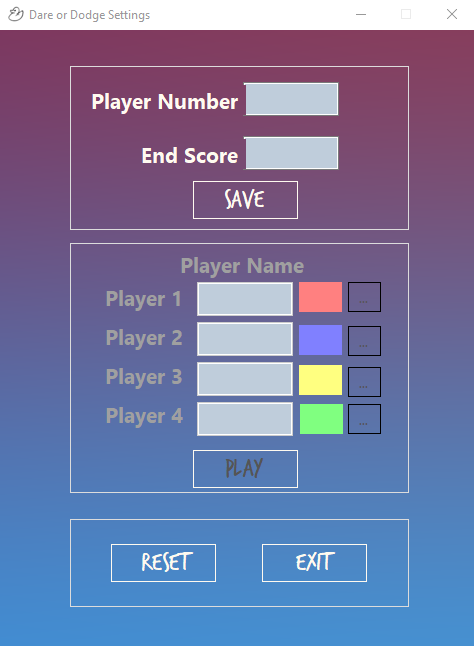 Dare or Dodge Settings
Player Number
End Score
SAVE
Player Name
Player 1 ...
Player 2 ...
Player 3 ...
Player 4 ...
PLAY
RESET EXIT